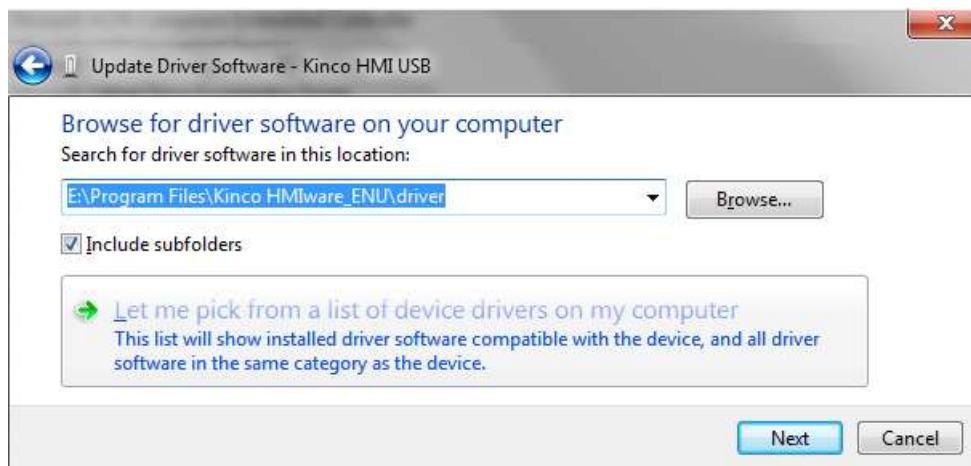 Update Driver Software - Kinco HMI USB
Browse for driver software on your computer
Search for driver software in this location:
E:\Program Files\Kinco HMIware_ENU\driver
Browse...
Include subfolders
Let me pick from a list of device drivers on my computer
This list will show installed driver software compatible with the device, and all driver
software in the same category as the device.
Next
Cancel